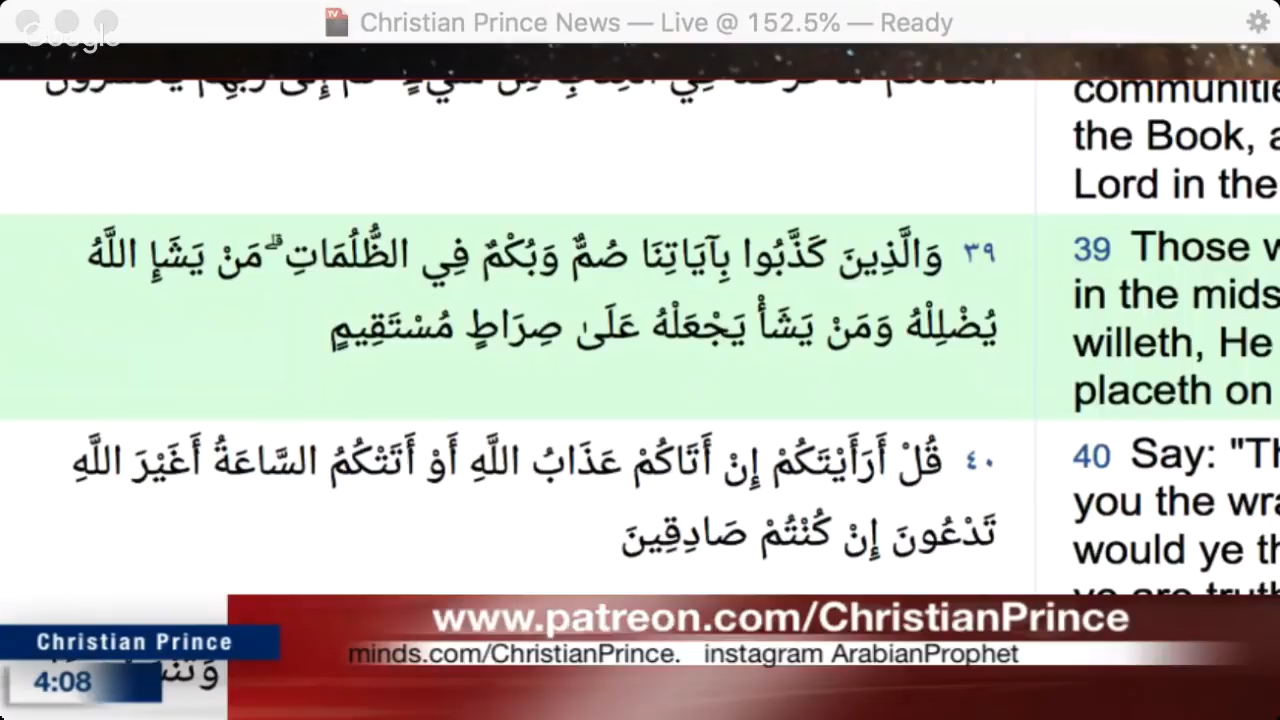 Christian Prince News — Live @ 152.5% — Ready
Google
the Book, a
Lord in the
٣٩ وَالَّذِينَ كَذَّبُوا بِآيَاتِنَا صُمٌّ وَبُكْمٌ فِي الظُّلُمَاتِ ۗ مَنْ يَشَإِ اللَّهُ
يُضْلِلْهُ وَمَنْ يَشَأْ يَجْعَلْهُ عَلَىٰ صِرَاطٍ مُسْتَقِيمٍ
39 Those w
in the mids
willeth, He
placeth on
٤٠ قُلْ أَرَأَيْتَكُمْ إِنْ أَتَاكُمْ عَذَابُ اللَّهِ أَوْ أَتَتْكُمُ السَّاعَةُ أَغَيْرَ اللَّهِ
تَدْعُونَ إِنْ كُنْتُمْ صَادِقِينَ
40 Say: "Th
you the wra
would ye th
www.patreon.com/ChristianPrince
minds.com/ChristianPrince. instagram ArabianProphet
Christian Prince
4:08